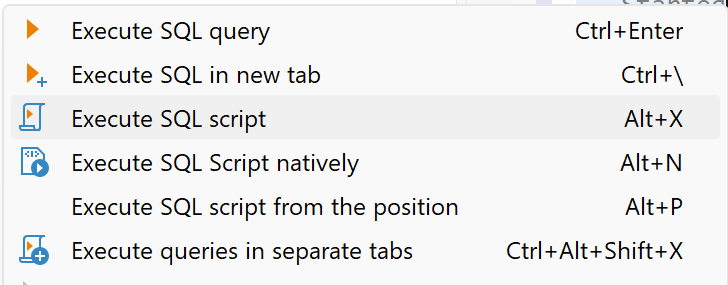 Started
Execute SQL query Ctrl+Enter
Execute SQL in new tab Ctrl+\
Execute SQL script Alt+X
Execute SQL Script natively Alt+N
Execute SQL script from the position Alt+P
Execute queries in separate tabs Ctrl+Alt+Shift+X